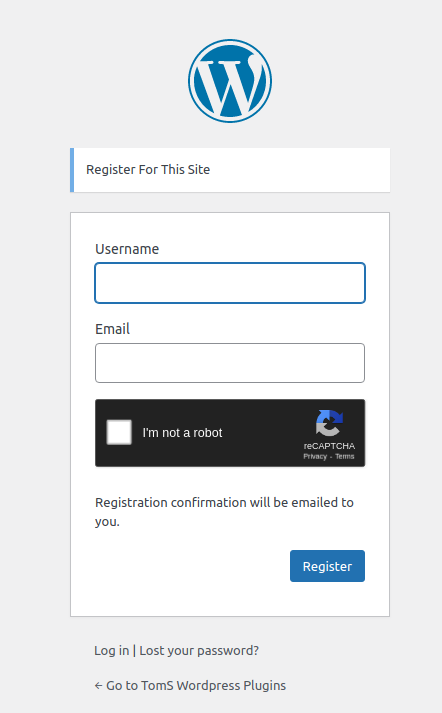 Register For This Site
Username
Email
I'm not a robot
reCAPTCHA
Privacy - Terms
Registration confirmation will be emailed to
you.
Register
Log in | Lost your password?
← Go to TomS Wordpress Plugins